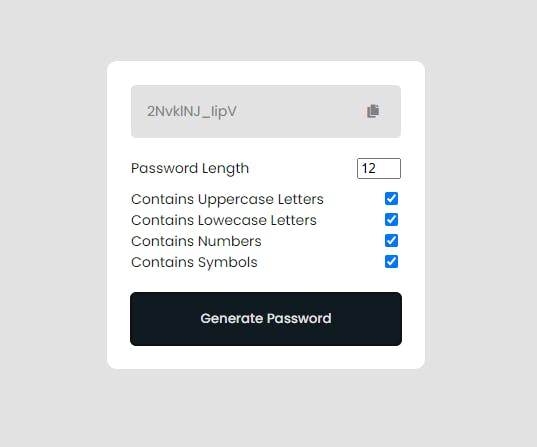 2NvklNJ_IipV
Password Length
12
Contains Uppercase Letters
Contains Lowecase Letters
Contains Numbers
Contains Symbols
Generate Password